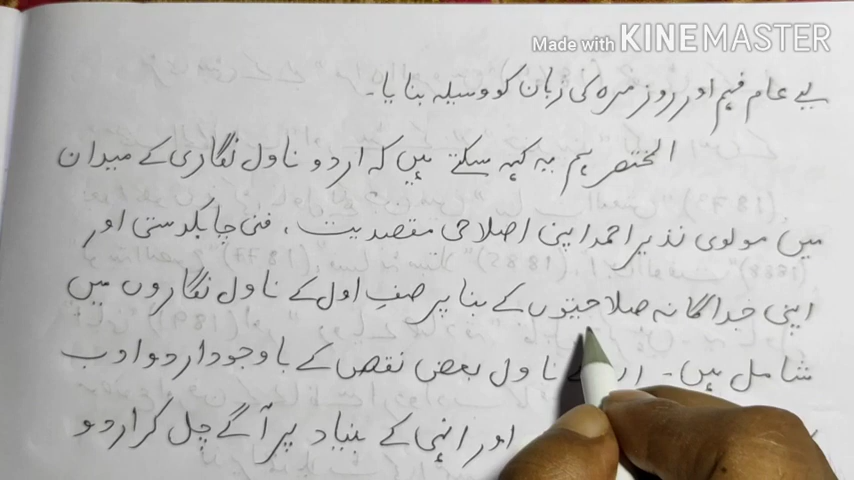 Made with KINEMASTER
لیے عام فہم اور روزمرہ کی زبان کو وسیلہ بنایا۔
المختصر ہم یہ کہہ سکتے ہیں کہ اردو ناول نگاری کے میدان
میں مولوی نذیر احمد اپنی اصلاحی مقصدیت، فنی چابکدستی اور
اپنی جداگانہ صلاحیتوں کے بنا پر صفِ اول کے ناول نگاروں میں
شامل ہیں۔ ناول بعض نقص کے باوجود اردو ادب
اور انہی کے بنیاد پر آگے چل کر اردو